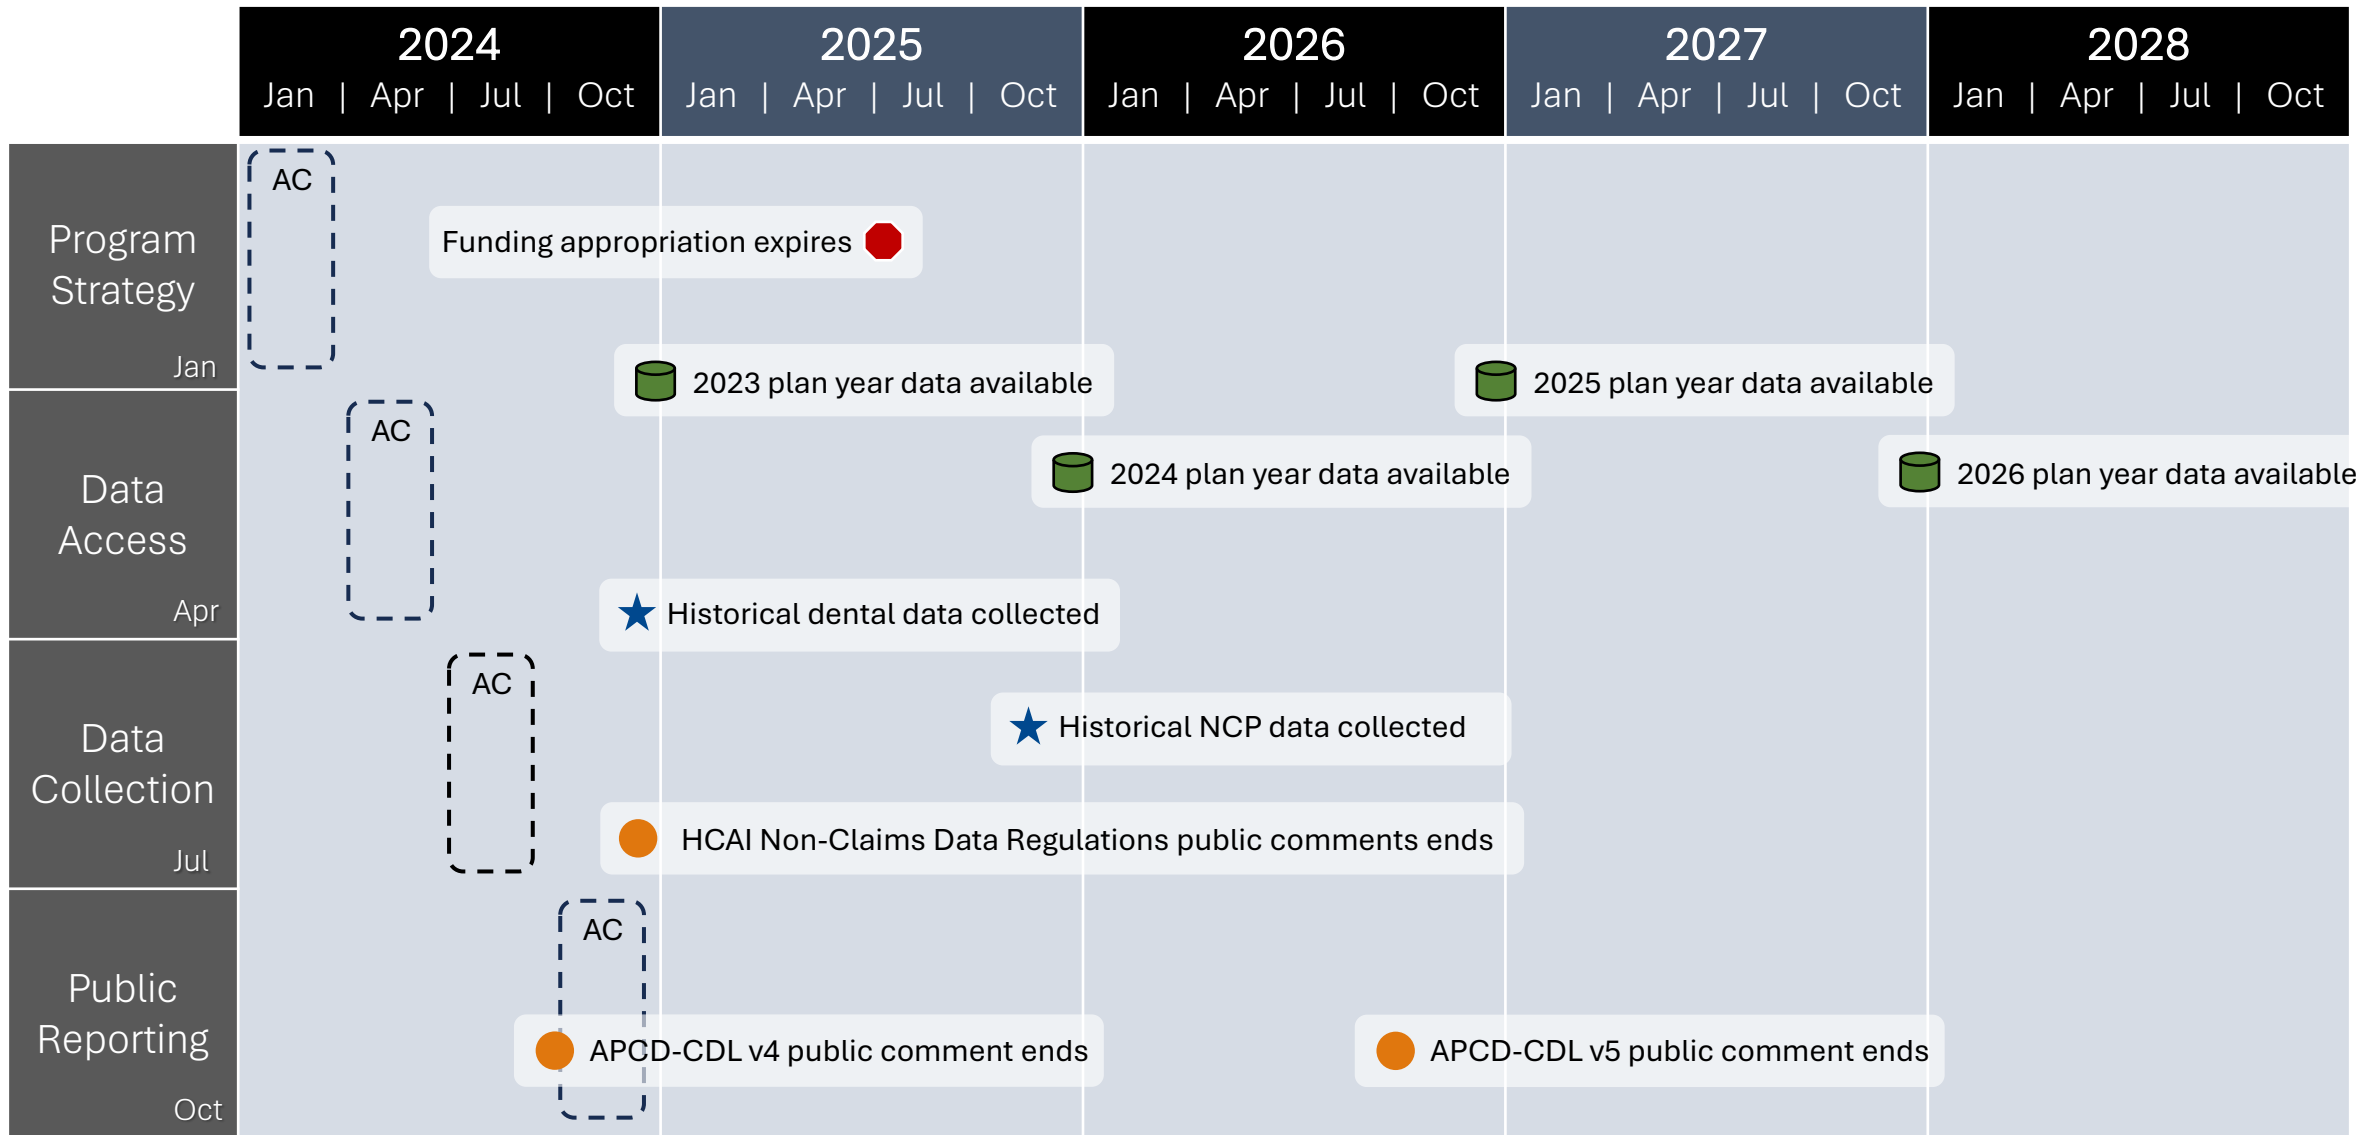 2024
Jan | Apr | Jul | Oct
2025
Jan | Apr | Jul | Oct
2026
Jan | Apr | Jul | Oct
2027
Jan | Apr | Jul | Oct
2028
Jan | Apr | Jul | Oct
Program
Strategy
Jan
AC
Funding appropriation expires
2023 plan year data available
2025 plan year data available
Data
Access
Apr
AC
2024 plan year data available
2026 plan year data available
Historical dental data collected
Data
Collection
Jul
AC
Historical NCP data collected
HCAI Non-Claims Data Regulations public comments ends
Public
Reporting
Oct
AC
APCD-CDL v4 public comment ends
APCD-CDL v5 public comment ends